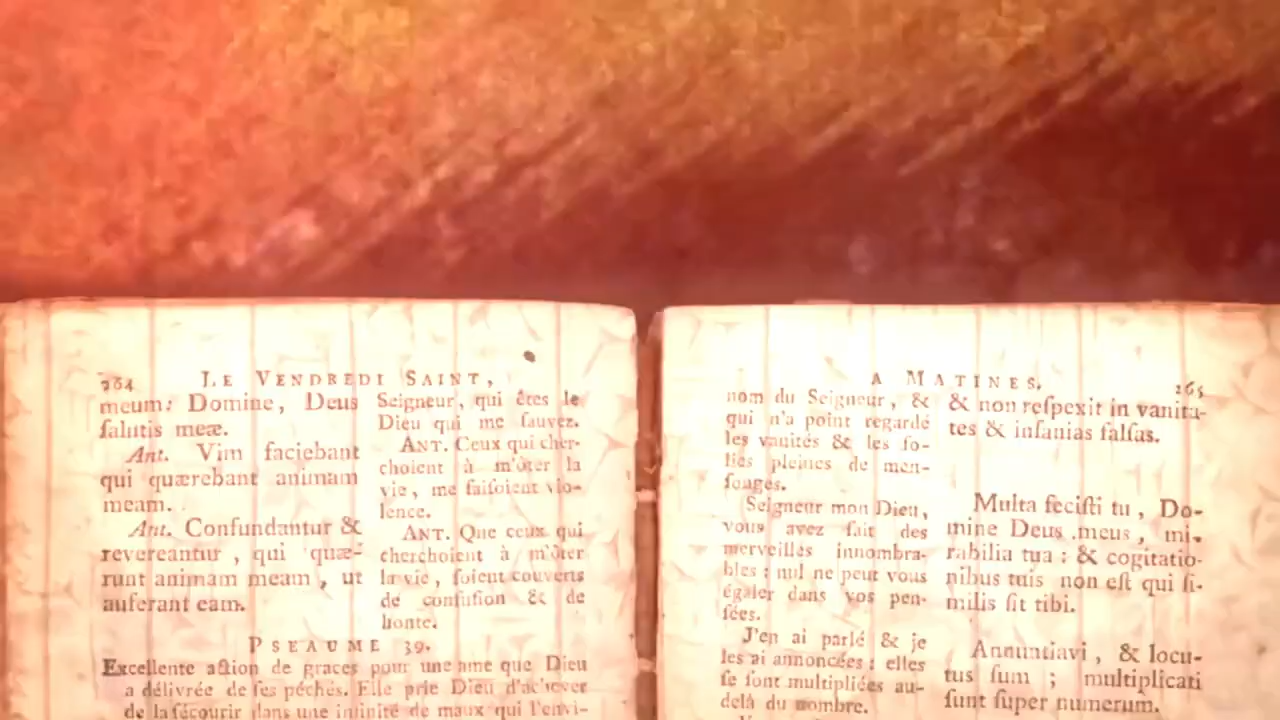 264 LE VENDREDI SAINT,
meum: Domine, Deus
ſalutis meæ.
Ant. Vim faciebant
qui quærebant animam
meam.
Ant. Confundantur &
revereantur, qui quæ-
runt animam meam, ut
auferant eam.
Seigneur, qui êtes le
Dieu qui me ſauvez.
ANT. Ceux qui cher-
choient à m'ôter la
vie, me faiſoient vio-
lence.
ANT. Que ceux qui
cherchoient à m'ôter
la vie, ſoient couverts
de confuſion & de
honte.
PSEAUME 39.
Excellente action de graces pour une ame que Dieu
a délivrée de ſes péchés. Elle prie Dieu d'achever
de la ſécourir dans une infinité de maux qui l'envi-
A MATINES. 265
nom du Seigneur, &
qui n'a point regardé
les vanités & les fo-
lies pleines de men-
ſonges.
Seigneur mon Dieu,
vous avez fait des
merveilles innombra-
bles: nul ne peut vous
égaler dans vos pen-
ſées.
J'en ai parlé & je
les ai annoncées: elles
ſe ſont multipliées au-
delà du nombre.
& non reſpexit in vanita-
tes & inſanias falſas.
Multa feciſti tu, Do-
mine Deus meus, mi-
rabilia tua: & cogitatio-
nibus tuis non eſt qui ſi-
milis ſit tibi.
Annuntiavi, & locu-
tus ſum; multiplicati
ſunt ſuper numerum.